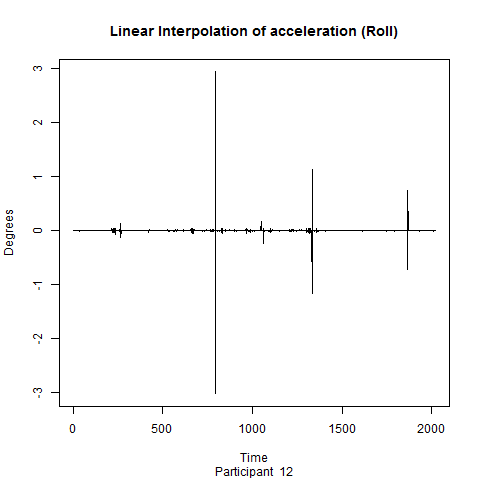 Linear Interpolation of acceleration (Roll)
3
2
1
0
-1
-2
-3
Degrees
0 500 1000 1500 2000
Time
Participant 12